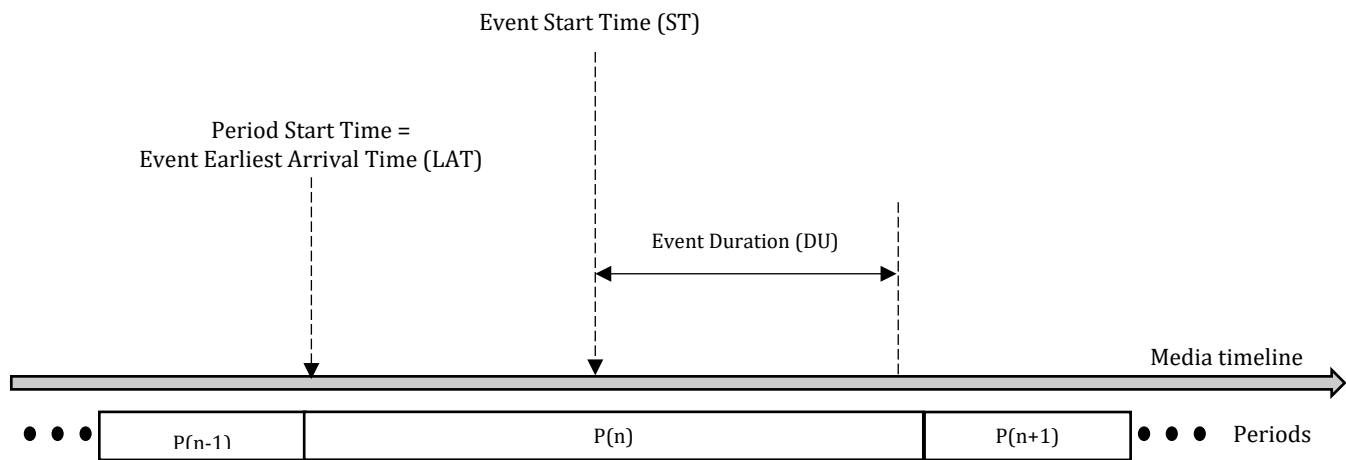 Event Start Time (ST)
Period Start Time =
Event Earliest Arrival Time (LAT)
Event Duration (DU)
Media timeline
P(n-1)
P(n)
P(n+1)
Periods